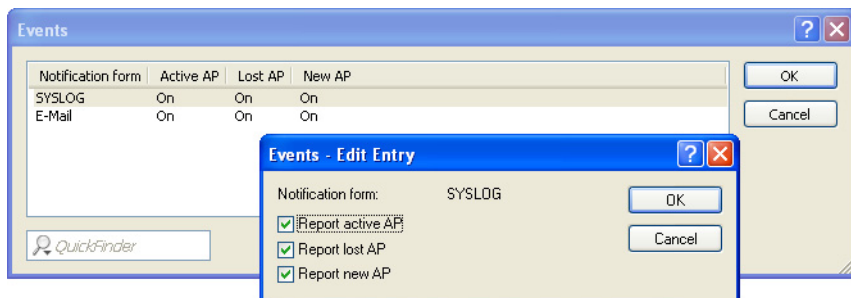 Events
Notification form Active AP Lost AP New AP
SYSLOG On On On
E-Mail On On On
OK
Cancel
QuickFinder
Events - Edit Entry
Notification form: SYSLOG
Report active AP
Report lost AP
Report new AP
OK
Cancel